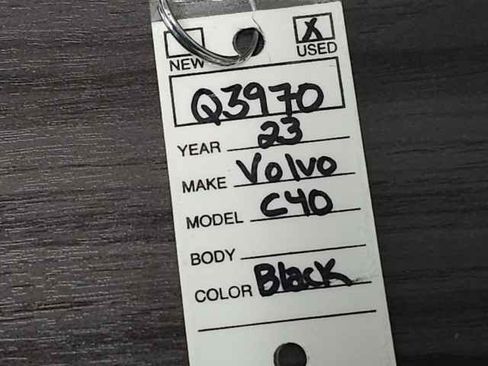 NEW X USED
Q3970
YEAR 23
MAKE Volvo
MODEL C40
BODY
COLOR Black